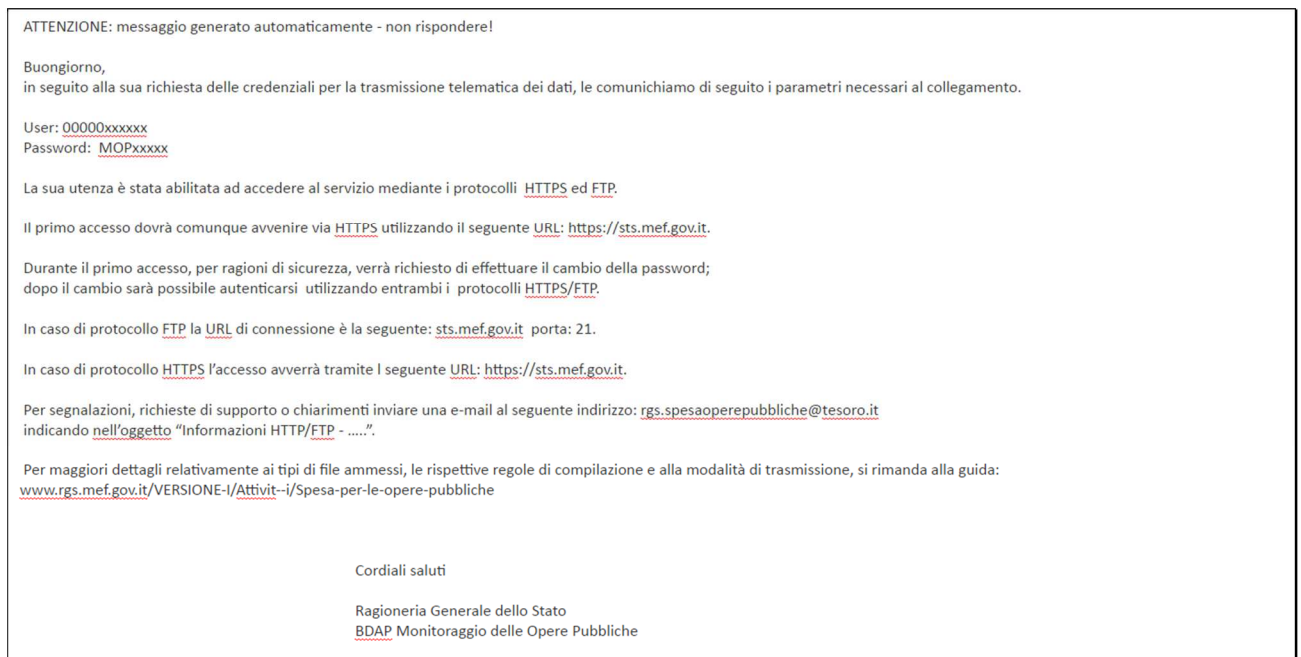 ATTENZIONE: messaggio generato automaticamente - non rispondere!
Buongiorno,
in seguito alla sua richiesta delle credenziali per la trasmissione telematica dei dati, le comunichiamo di seguito i parametri necessari al collegamento.
User: 00000xxxxxx
Password:  MOPxxxxx
La sua utenza è stata abilitata ad accedere al servizio mediante i protocolli  HTTPS ed FTP.
Il primo accesso dovrà comunque avvenire via HTTPS utilizzando il seguente URL: https://sts.mef.gov.it.
Durante il primo accesso, per ragioni di sicurezza, verrà richiesto di effettuare il cambio della password;
dopo il cambio sarà possibile autenticarsi  utilizzando entrambi i  protocolli HTTPS/FTP.
In caso di protocollo FTP la URL di connessione è la seguente: sts.mef.gov.it  porta: 21.
In caso di protocollo HTTPS l’accesso avverrà tramite l seguente URL: https://sts.mef.gov.it.
Per segnalazioni, richieste di supporto o chiarimenti inviare una e-mail al seguente indirizzo: rgs.spesaoperepubbliche@tesoro.it
indicando nell’oggetto “Informazioni HTTP/FTP - .....”.
Per maggiori dettagli relativamente ai tipi di file ammessi, le rispettive regole di compilazione e alla modalità di trasmissione, si rimanda alla guida:
www.rgs.mef.gov.it/VERSIONE-I/Attivit--i/Spesa-per-le-opere-pubbliche
Cordiali saluti
Ragioneria Generale dello Stato
BDAP Monitoraggio delle Opere Pubbliche